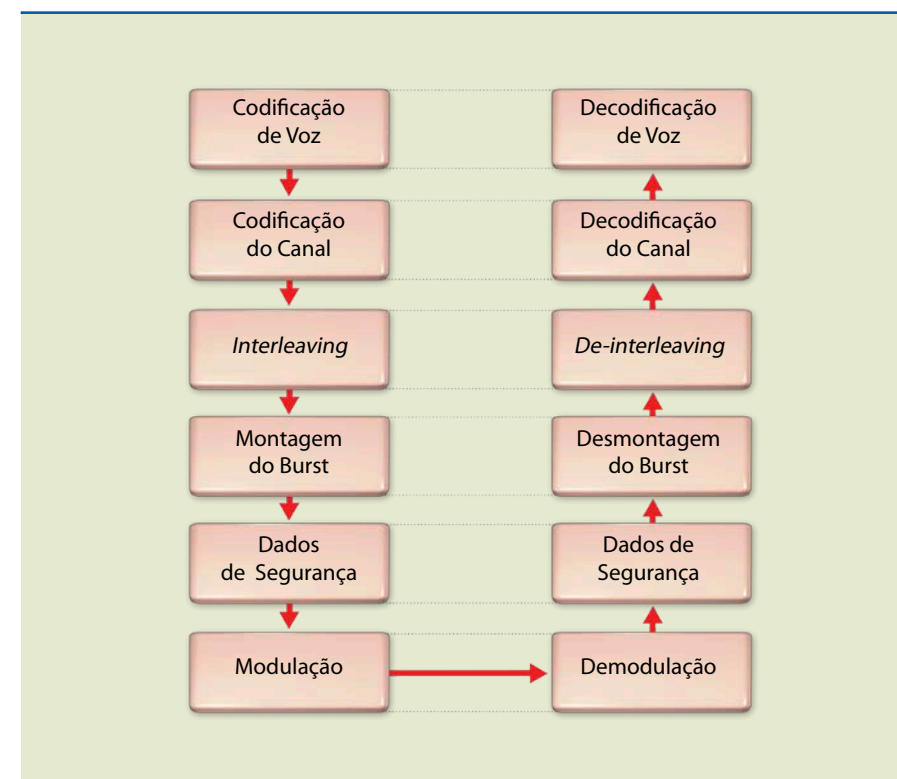 Codificação
de Voz
Decodificação
de Voz
Codificação
do Canal
Decodificação
do Canal
Interleaving
De-interleaving
Montagem
do Burst
Desmontagem
do Burst
Dados
de Segurança
Dados de
Segurança
Modulação
Demodulação